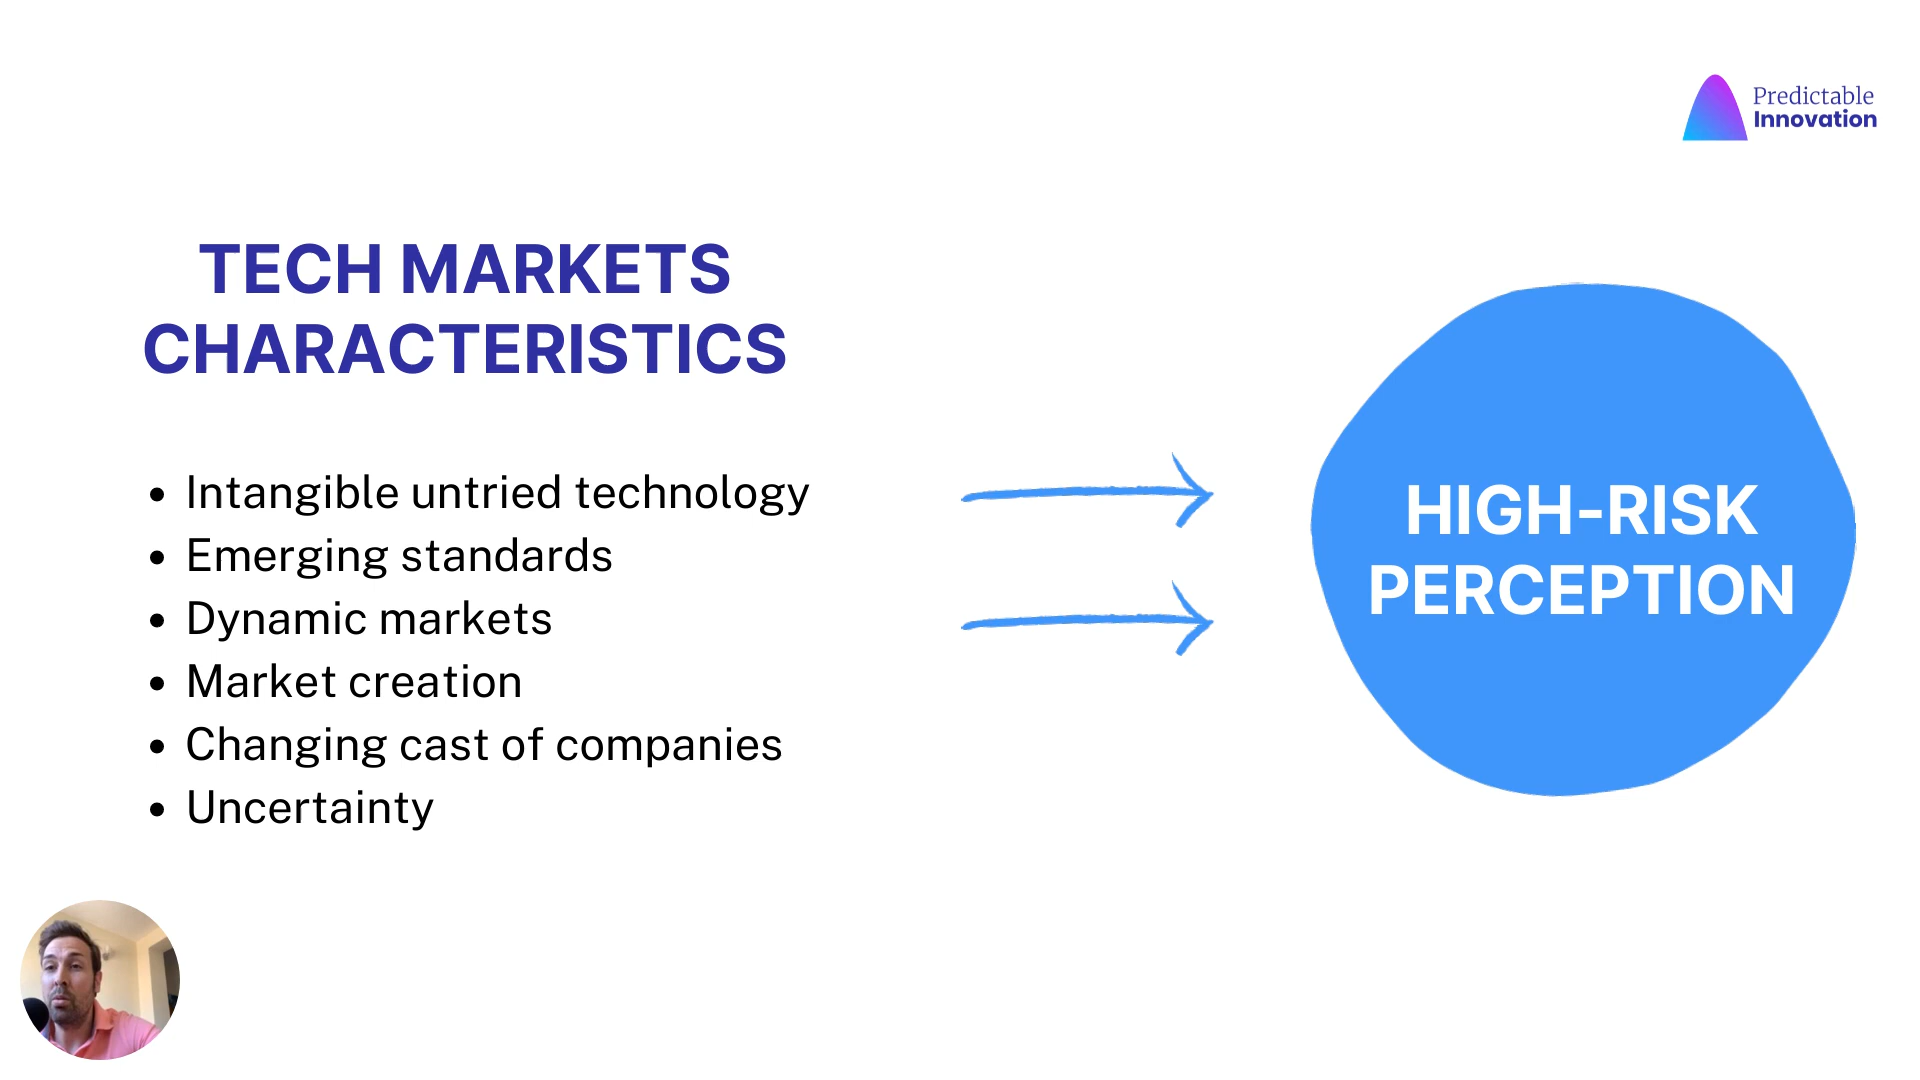 Predictable
Innovation
TECH MARKETS
CHARACTERISTICS
• Intangible untried technology
• Emerging standards
• Dynamic markets
• Market creation
• Changing cast of companies
• Uncertainty
HIGH-RISK
PERCEPTION